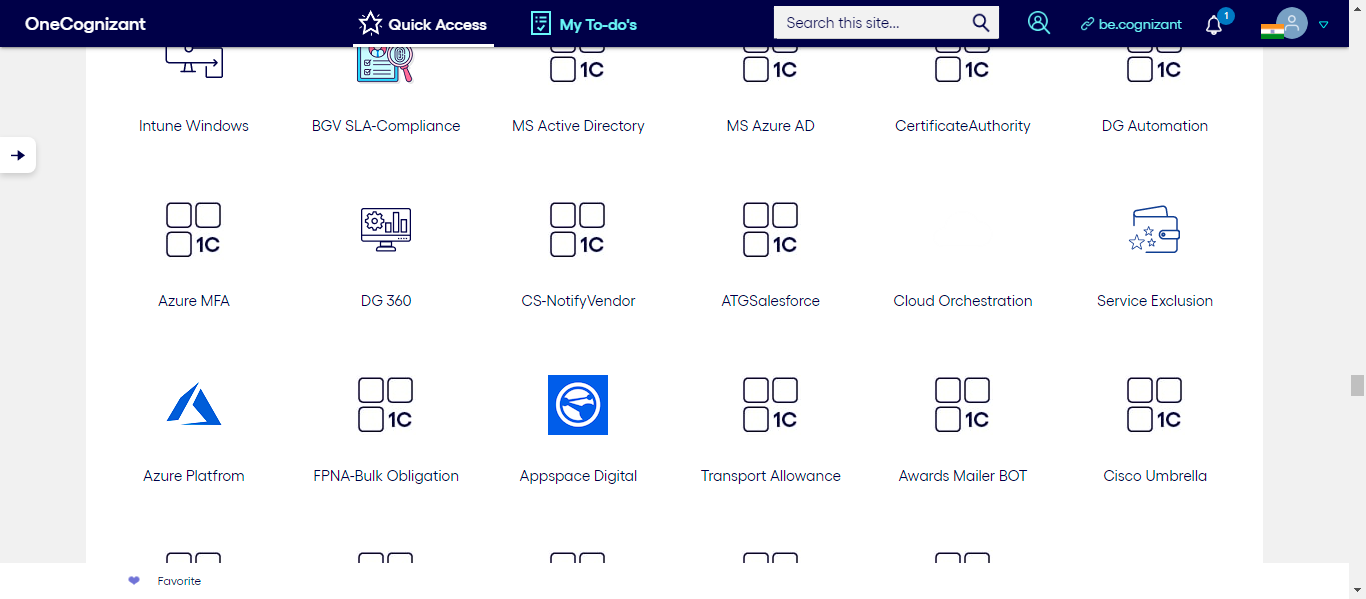 OneCognizant
Quick Access
My To-do's
Search this site...
be.cognizant
1
1C 1C 1C 1C
Intune Windows BGV SLA-Compliance MS Active Directory MS Azure AD CertificateAuthority DG Automation
1C 1C 1C
Azure MFA DG 360 CS-NotifyVendor ATGSalesforce Cloud Orchestration Service Exclusion
1C 1C 1C 1C
Azure Platfrom FPNA-Bulk Obligation Appspace Digital Transport Allowance Awards Mailer BOT Cisco Umbrella
Favorite